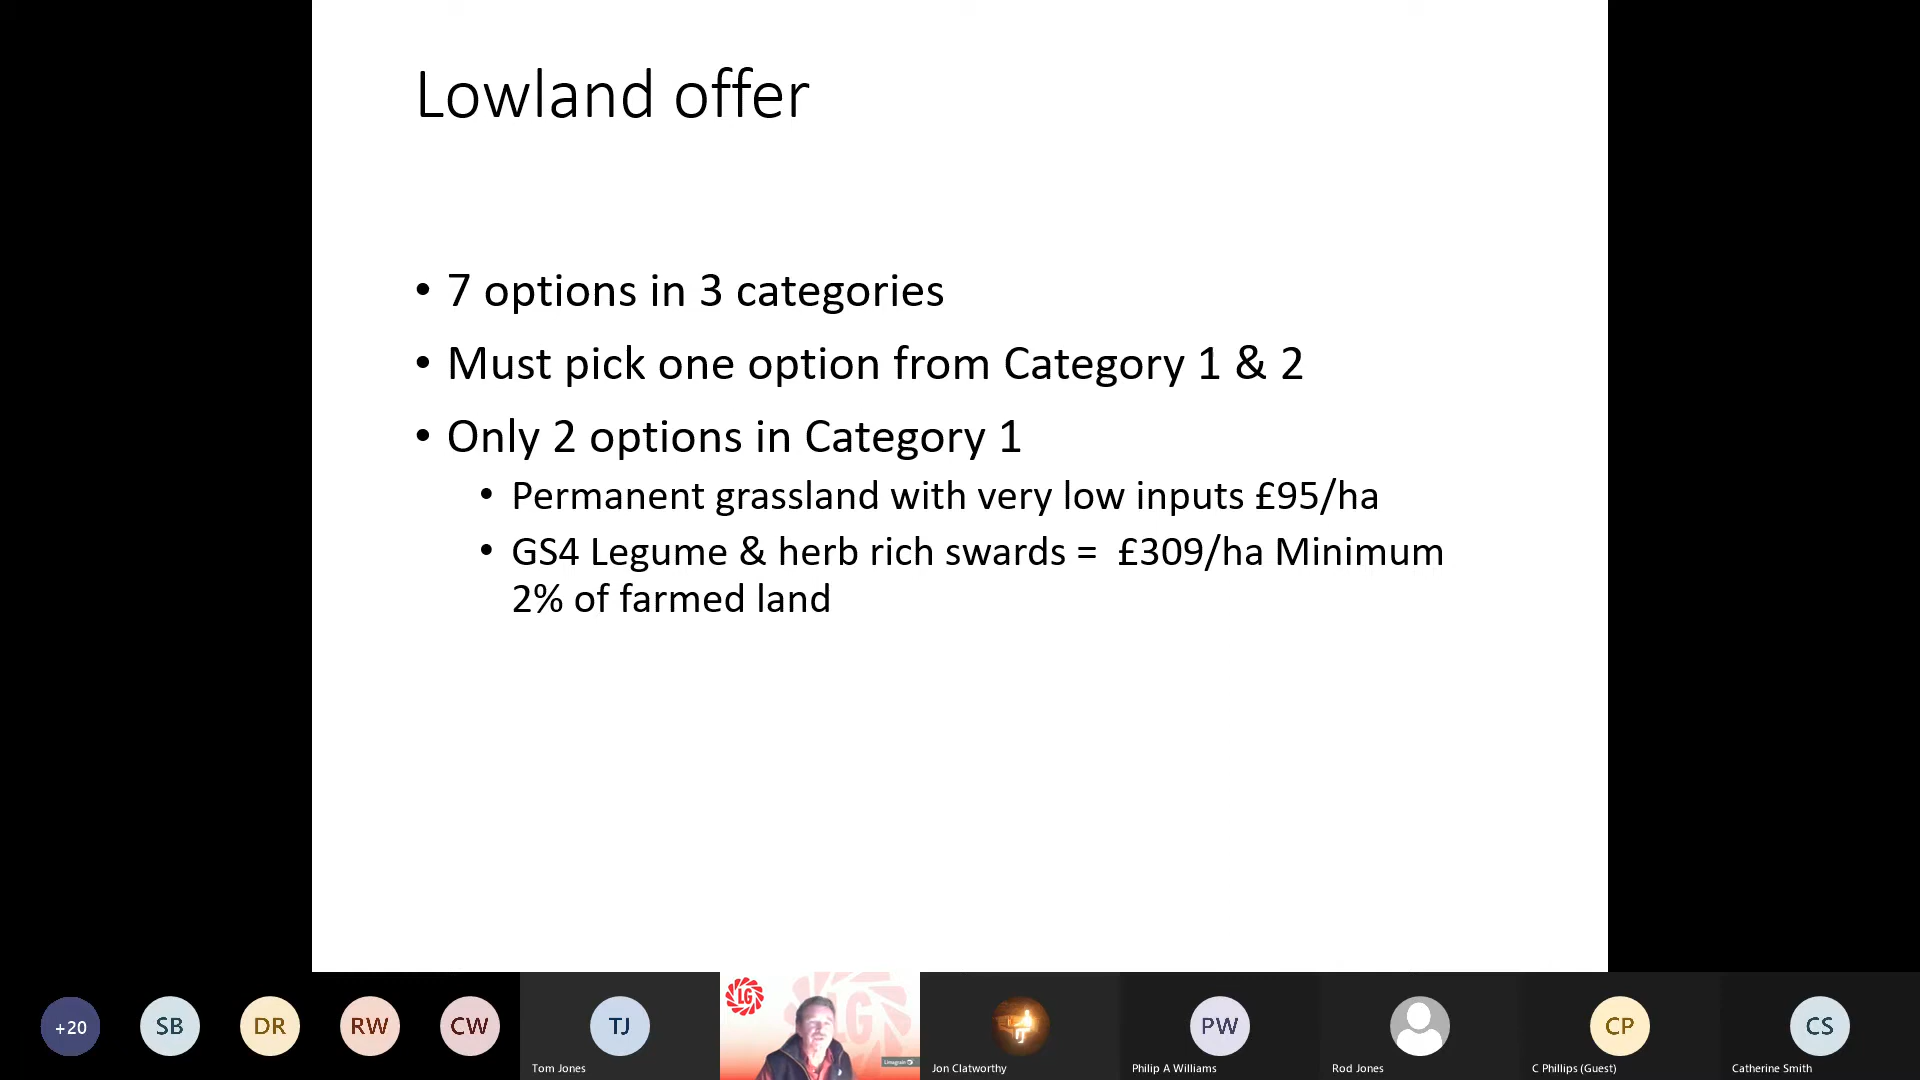 Lowland offer
• 7 options in 3 categories
• Must pick one option from Category 1 & 2
• Only 2 options in Category 1
• Permanent grassland with very low inputs £95/ha
• GS4 Legume & herb rich swards = £309/ha Minimum
2% of farmed land
+20
SB
DR
RW
CW
TJ
LG
PW
CP
CS
Tom Jones
Limagrain
Jon Clatworthy
Philip A Williams
Rod Jones
C Phillips (Guest)
Catherine Smith